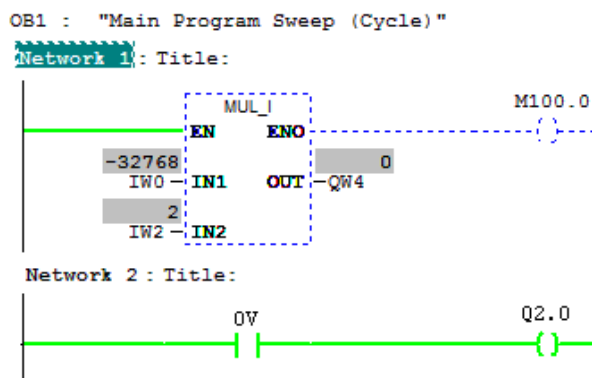 OB1 : "Main Program Sweep (Cycle)"
Network 1: Title:
MUL_I
M100.0
EN ENO
-32768 0
IW0 IN1 OUT QW4
2
IW2 IN2
Network 2 : Title:
OV Q2.0